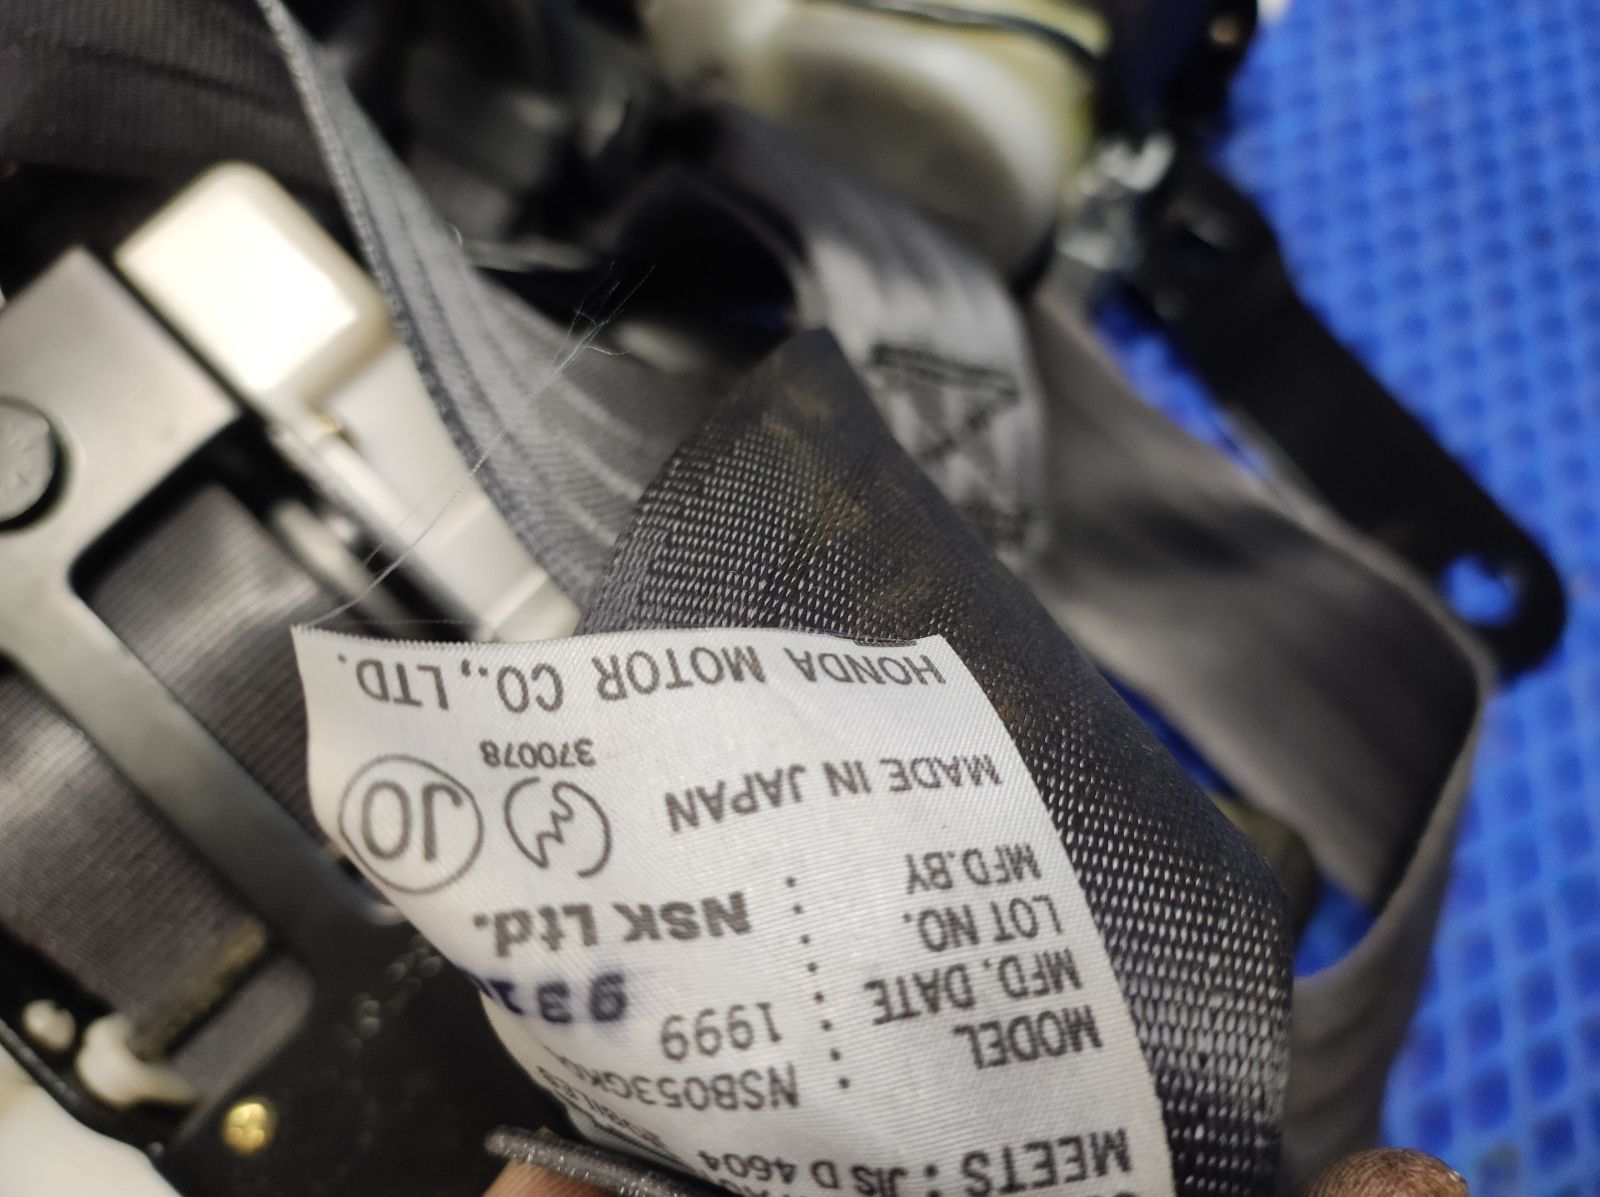 MEETS : JIS D 4604
MODEL :
MFD. DATE : 1999
LOT NO. :
MFD.BY : NSK Ltd.
MADE IN JAPAN
370078
JO
HONDA MOTOR CO., LTD.